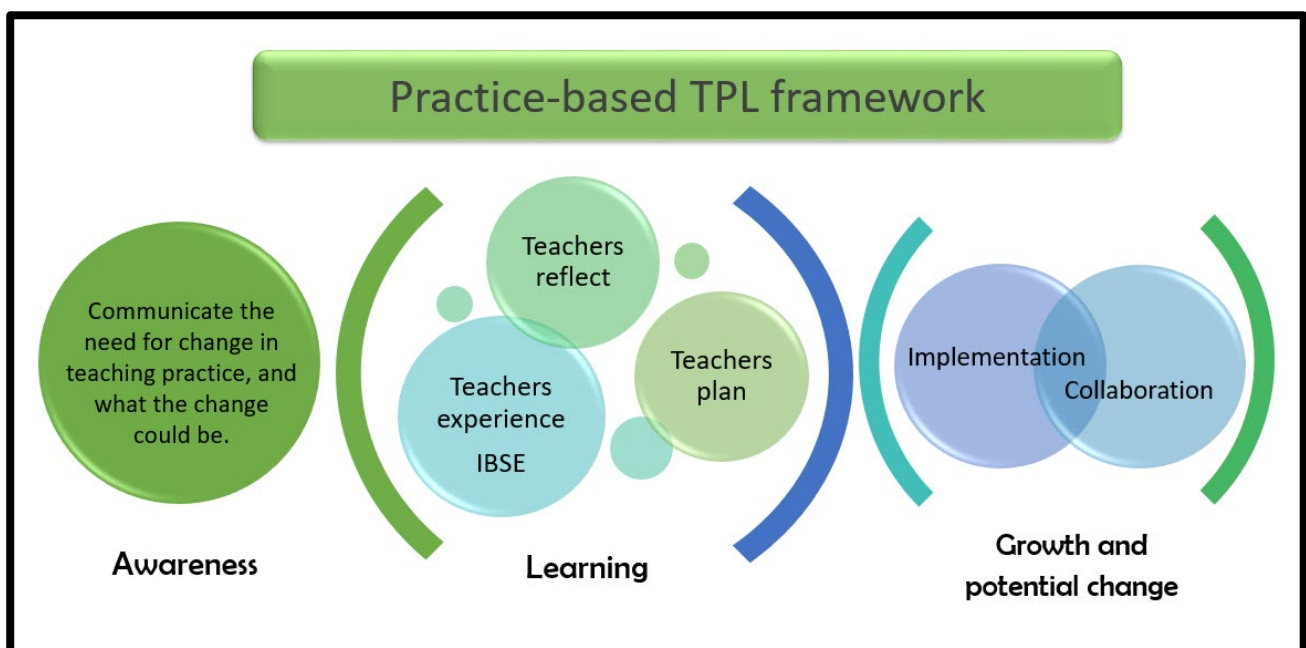 Practice-based TPL framework
Communicate the
need for change in
teaching practice, and
what the change
could be.
Awareness
Teachers
reflect
Teachers
experience
IBSE
Teachers
plan
Learning
Implementation
Collaboration
Growth and
potential change